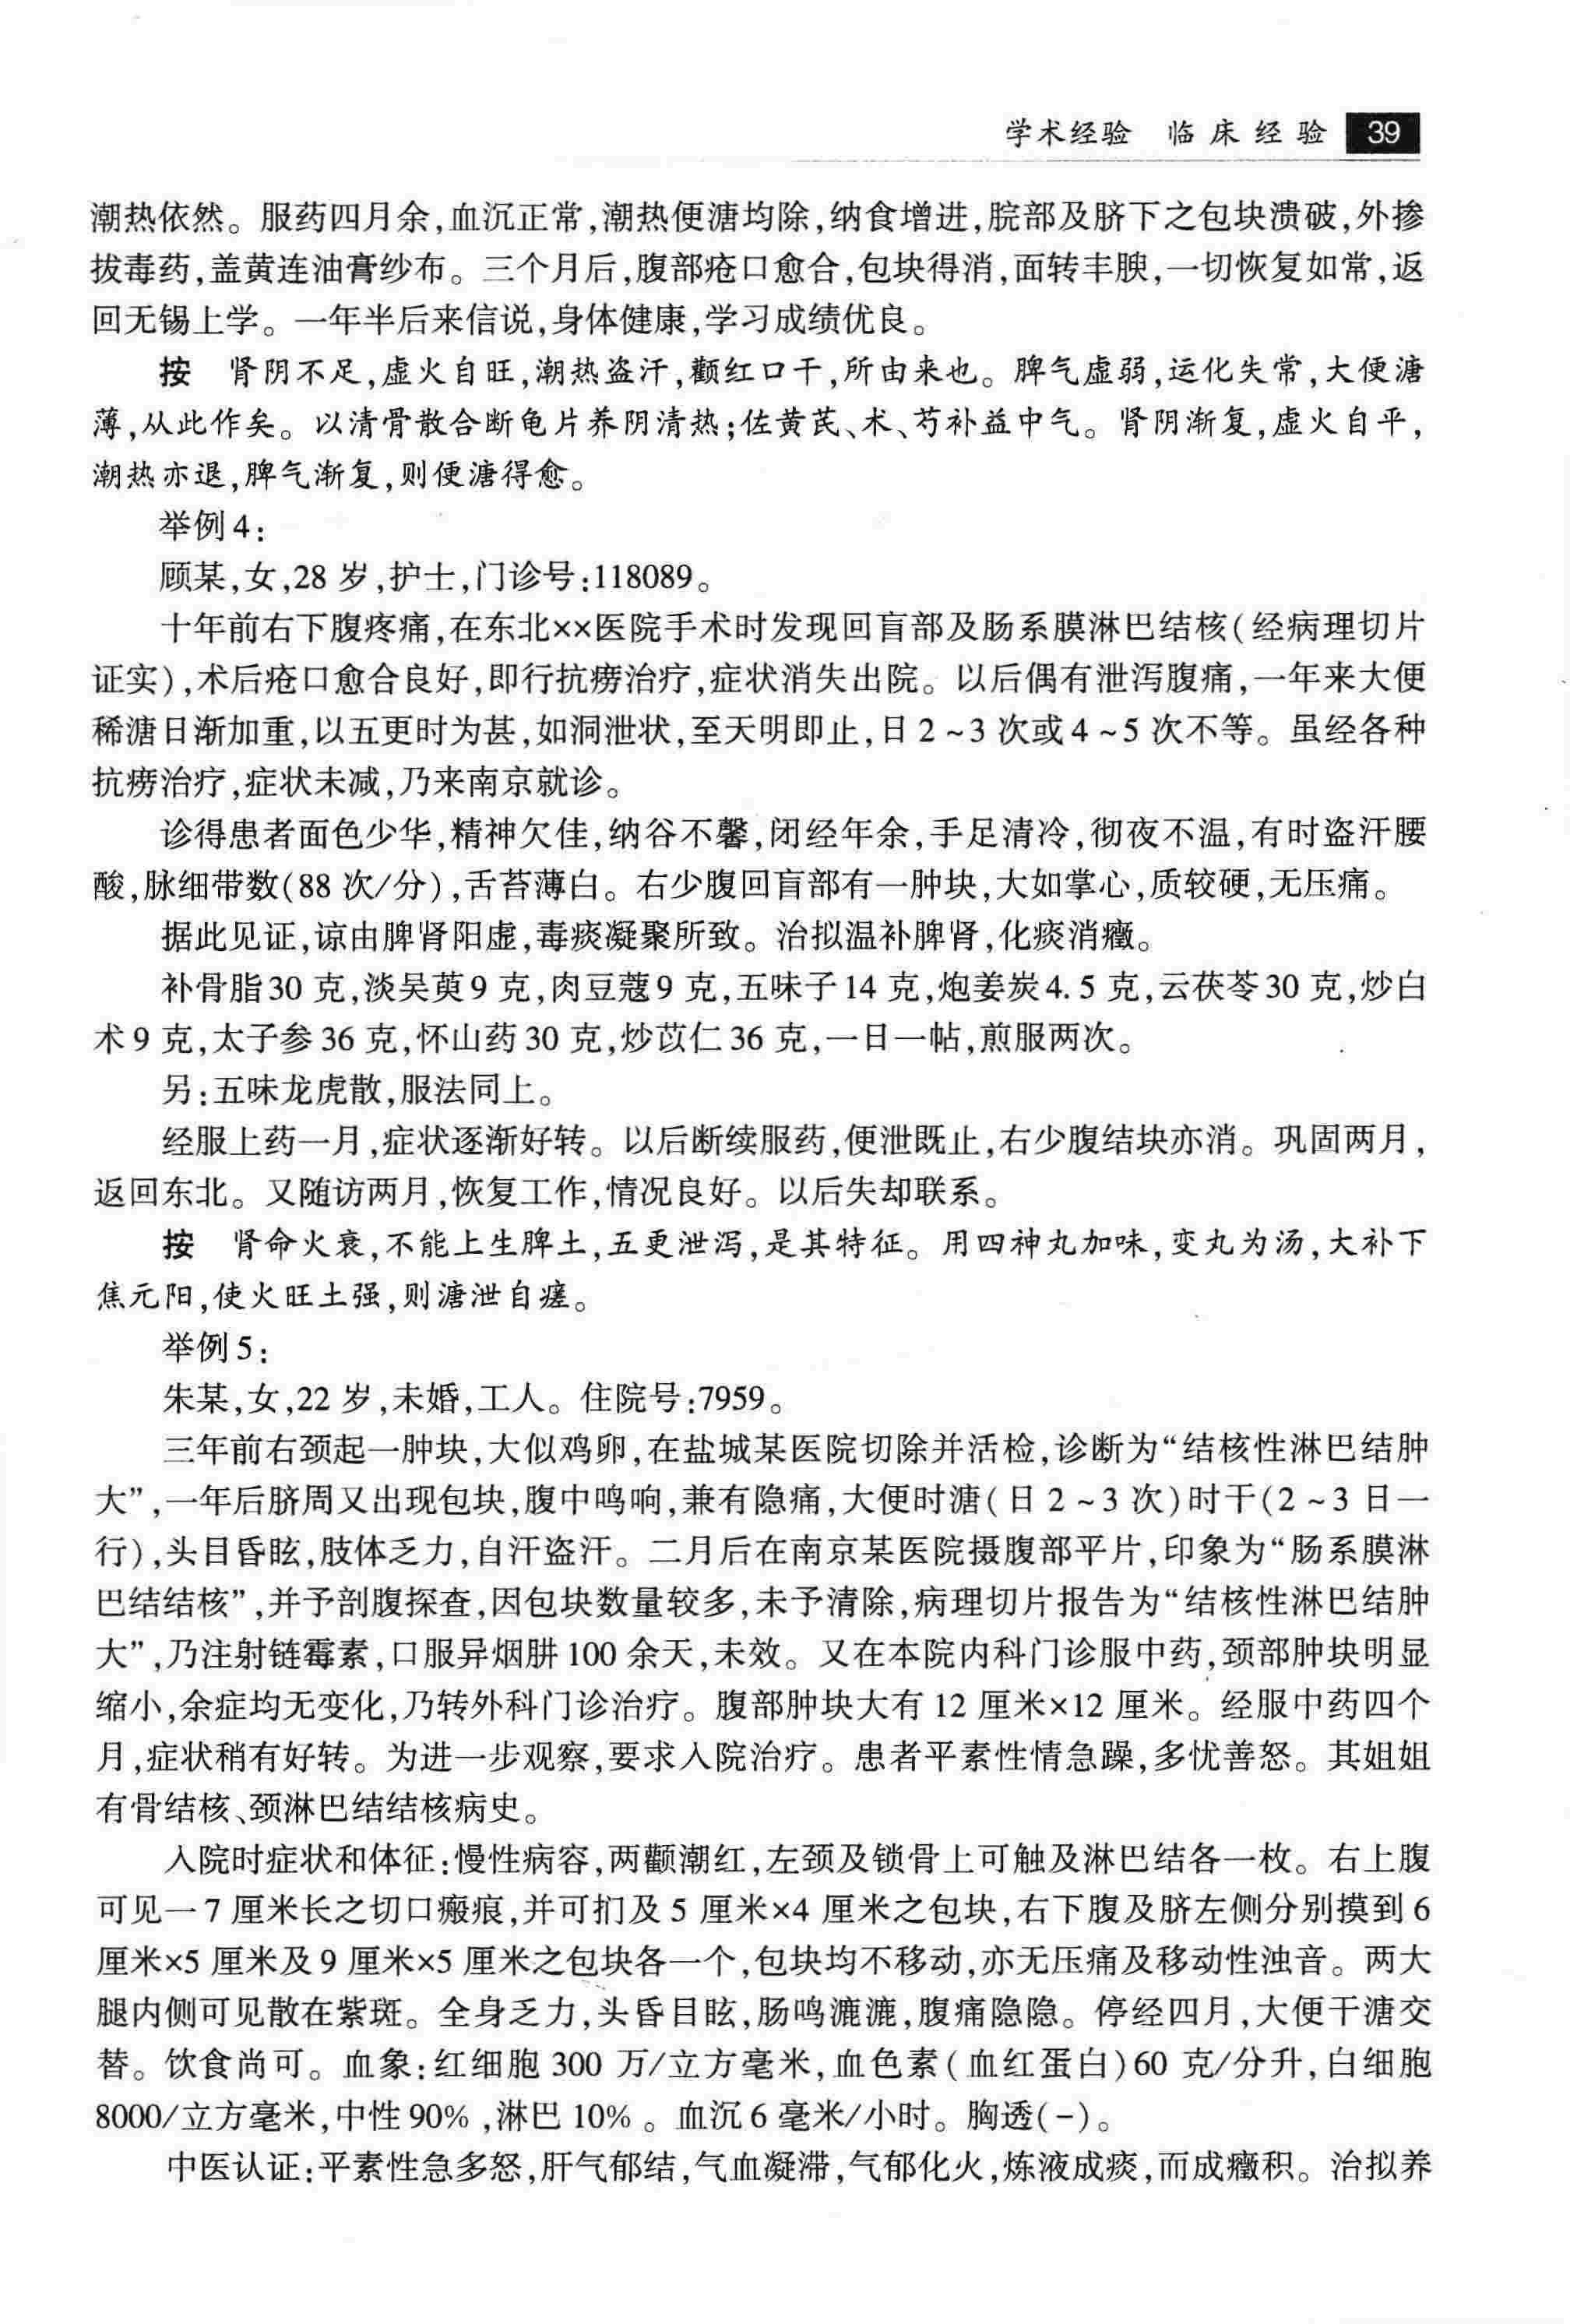 学术经验 临床经验 39
潮热依然。服药四月余,血沉正常,潮热便溏均除,纳食增进,脘部及脐下之包块溃破,外掺
拔毒药,盖黄连油膏纱布。三个月后,腹部疮口愈合,包块得消,面转丰腴,一切恢复如常,返
回无锡上学。一年半后来信说,身体健康,学习成绩优良。
按 肾阴不足,虚火自旺,潮热盗汗,颧红口干,所由来也。脾气虚弱,运化失常,大便溏
薄,从此作矣。以清骨散合断龟片养阴清热;佐黄芪、术、芍补益中气。肾阴渐复,虚火自平,
潮热亦退,脾气渐复,则便溏得愈。
举例4:
顾某,女,28 岁,护士,门诊号:118089。
十年前右下腹疼痛,在东北××医院手术时发现回盲部及肠系膜淋巴结核(经病理切片
证实),术后疮口愈合良好,即行抗痨治疗,症状消失出院。以后偶有泄泻腹痛,一年来大便
稀溏日渐加重,以五更时为甚,如洞泄状,至天明即止,日2~3次或4~5次不等。虽经各种
抗痨治疗,症状未减,乃来南京就诊。
诊得患者面色少华,精神欠佳,纳谷不馨,闭经年余,手足清冷,彻夜不温,有时盗汗腰
酸,脉细带数(88次/分),舌苔薄白。右少腹回盲部有一肿块,大如掌心,质较硬,无压痛。
据此见证,谅由脾肾阳虚,毒痰凝聚所致。治拟温补脾肾,化痰消癥。
补骨脂30克,淡吴萸9克,肉豆蔻9克,五味子14克,炮姜炭4.5克,云茯苓30克,炒白
术9克,太子参36克,怀山药30克,炒苡仁36克,一日一帖,煎服两次。
另:五味龙虎散,服法同上。
经服上药一月,症状逐渐好转。以后断续服药,便泄既止,右少腹结块亦消。巩固两月,
返回东北。又随访两月,恢复工作,情况良好。以后失却联系。
按 肾命火衰,不能上生脾土,五更泄泻,是其特征。用四神丸加味,变丸为汤,大补下
焦元阳,使火旺土强,则溏泄自瘥。
举例5:
朱某,女,22 岁,未婚,工人。住院号:7959。
三年前右颈起一肿块,大似鸡卵,在盐城某医院切除并活检,诊断为“结核性淋巴结肿
大”,一年后脐周又出现包块,腹中鸣响,兼有隐痛,大便时溏(日2~3次)时干(2~3日一
行),头目昏眩,肢体乏力,自汗盗汗。二月后在南京某医院摄腹部平片,印象为“肠系膜淋
巴结结核”,并予剖腹探查,因包块数量较多,未予清除,病理切片报告为“结核性淋巴结肿
大”,乃注射链霉素,口服异烟肼100余天,未效。又在本院内科门诊服中药,颈部肿块明显
缩小,余症均无变化,乃转外科门诊治疗。腹部肿块大有12厘米×12厘米。经服中药四个
月,症状稍有好转。为进一步观察,要求入院治疗。患者平素性情急躁,多忧善怒。其姐姐
有骨结核、颈淋巴结结核病史。
入院时症状和体征:慢性病容,两颧潮红,左颈及锁骨上可触及淋巴结各一枚。右上腹
可见一7厘米长之切口瘢痕,并可扪及5厘米×4厘米之包块,右下腹及脐左侧分别摸到6
厘米×5厘米及9厘米×5厘米之包块各一个,包块均不移动,亦无压痛及移动性浊音。两大
腿内侧可见散在紫斑。全身乏力,头昏目眩,肠鸣漉漉,腹痛隐隐。停经四月,大便干溏交
替。饮食尚可。血象:红细胞300万/立方毫米,血色素(血红蛋白)60克/分升,白细胞
8000/立方毫米,中性90%,淋巴10%。血沉6毫米/小时。胸透(-)。
中医认证:平素性急多怒,肝气郁结,气血凝滞,气郁化火,炼液成痰,而成癥积。治拟养